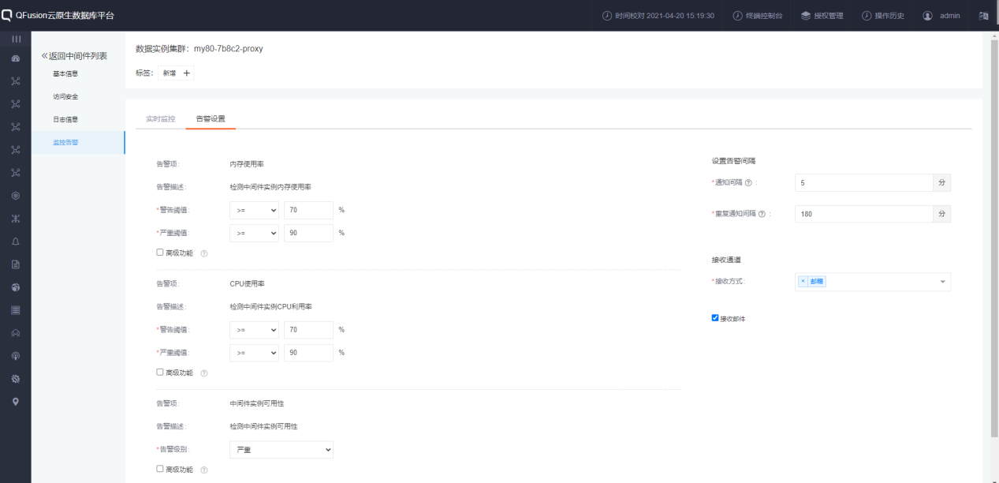 QFusion云原生数据库平台
时间校对 2021-04-20 15:19:30
终端控制台
授权管理
操作历史
admin
«返回中间件列表
基本信息
访问安全
日志信息
监控告警
数据实例集群: my80-7b8c2-proxy
标签: 新增 +
实时监控 告警设置
告警项: 内存使用率
告警描述: 检测中间件实例内存使用率
*警告阈值: >= 70 %
*严重阈值: >= 90 %
高级功能 ?
告警项: CPU使用率
告警描述: 检测中间件实例CPU利用率
*警告阈值: >= 70 %
*严重阈值: >= 90 %
高级功能 ?
告警项: 中间件实例可用性
告警描述: 检测中间件实例可用性
*告警级别: 严重
高级功能 ?
设置告警间隔
*通知间隔 ? : 5 分
*重复通知间隔 ? : 180 分
接收通道
*接收方式: × 邮箱
接收邮件